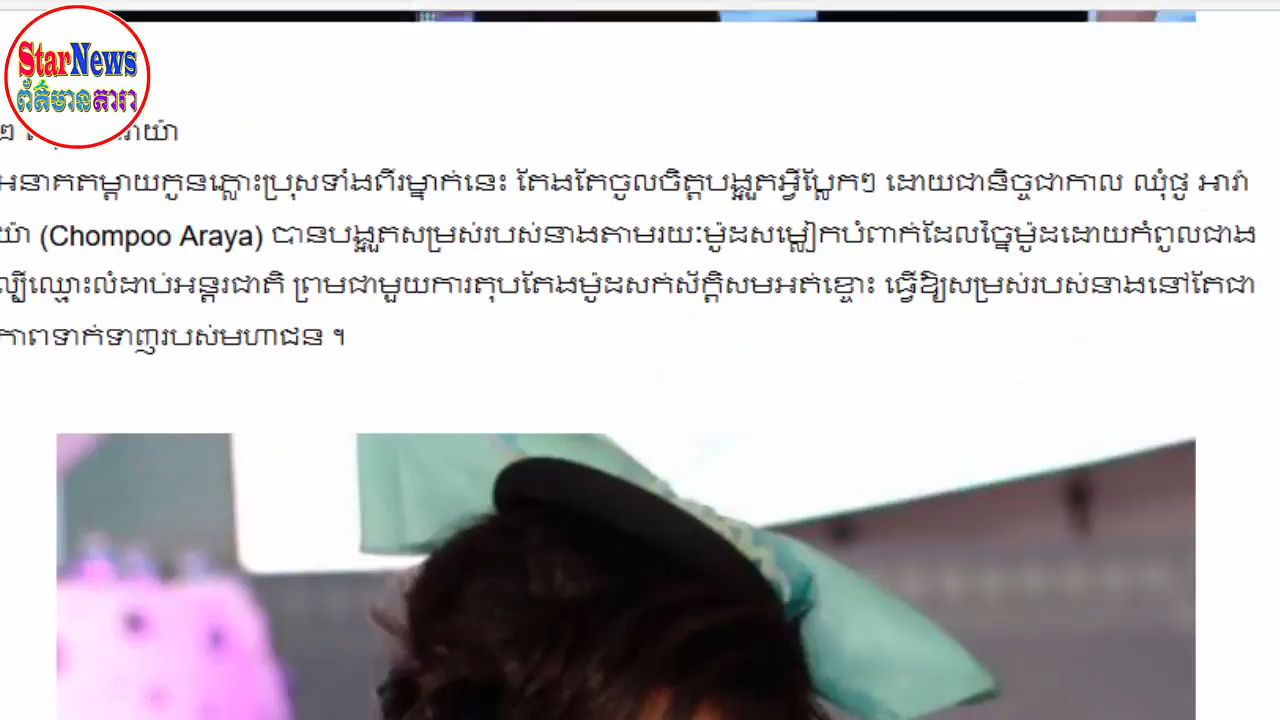 StarNews
ព័ត៌មានតារា
២
អនាគតម្តាយកូនភ្លោះប្រុសទាំងពីរម្នាក់នេះ តែងតែចូលចិត្តបង្អួតអ្វីប្លែកៗ ដោយជានិច្ចជាកាល ឈុំផូ អារ៉ា
យ៉ា (Chompoo Araya) បានបង្អួតសម្រស់របស់នាងតាមរយៈម៉ូដសម្លៀកបំពាក់ដែលច្នៃម៉ូដដោយកំពូលជាង
ល្បីឈ្មោះលំដាប់អន្តរជាតិ ព្រមជាមួយការតុបតែងម៉ូដសក់ស័ក្តិសមអត់ខ្ចោះ ធ្វើឱ្យសម្រស់របស់នាងនៅតែជា
ភាពទាក់ទាញរបស់មហាជន ។